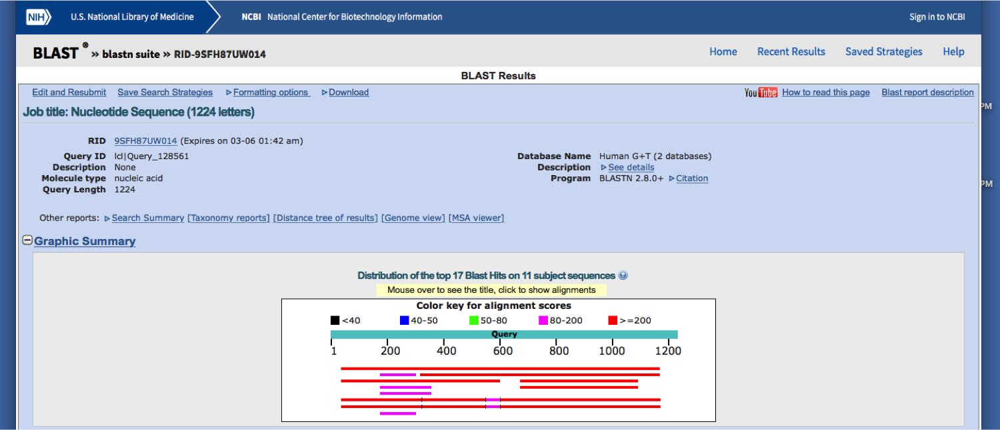 NIH U.S. National Library of Medicine NCBI National Center for Biotechnology Information Sign in to NCBI
BLAST ® » blastn suite » RID-9SFH87UW014 Home Recent Results Saved Strategies Help
BLAST Results
Edit and Resubmit Save Search Strategies Formatting options Download YouTube How to read this page Blast report description
PM
Job title: Nucleotide Sequence (1224 letters)
RID 9SFH87UW014 (Expires on 03-06 01:42 am)
Query ID lcl|Query_128561 Database Name Human G+T (2 databases)
Description None Description See details
Molecule type nucleic acid Program BLASTN 2.8.0+ Citation
PM
Query Length 1224
Other reports: Search Summary [Taxonomy reports] [Distance tree of results] [Genome view] [MSA viewer]
Graphic Summary
Distribution of the top 17 Blast Hits on 11 subject sequences ?
Mouse over to see the title, click to show alignments
Color key for alignment scores
<40 40-50 50-80 80-200 >=200
Query
1 200 400 600 800 1000 1200